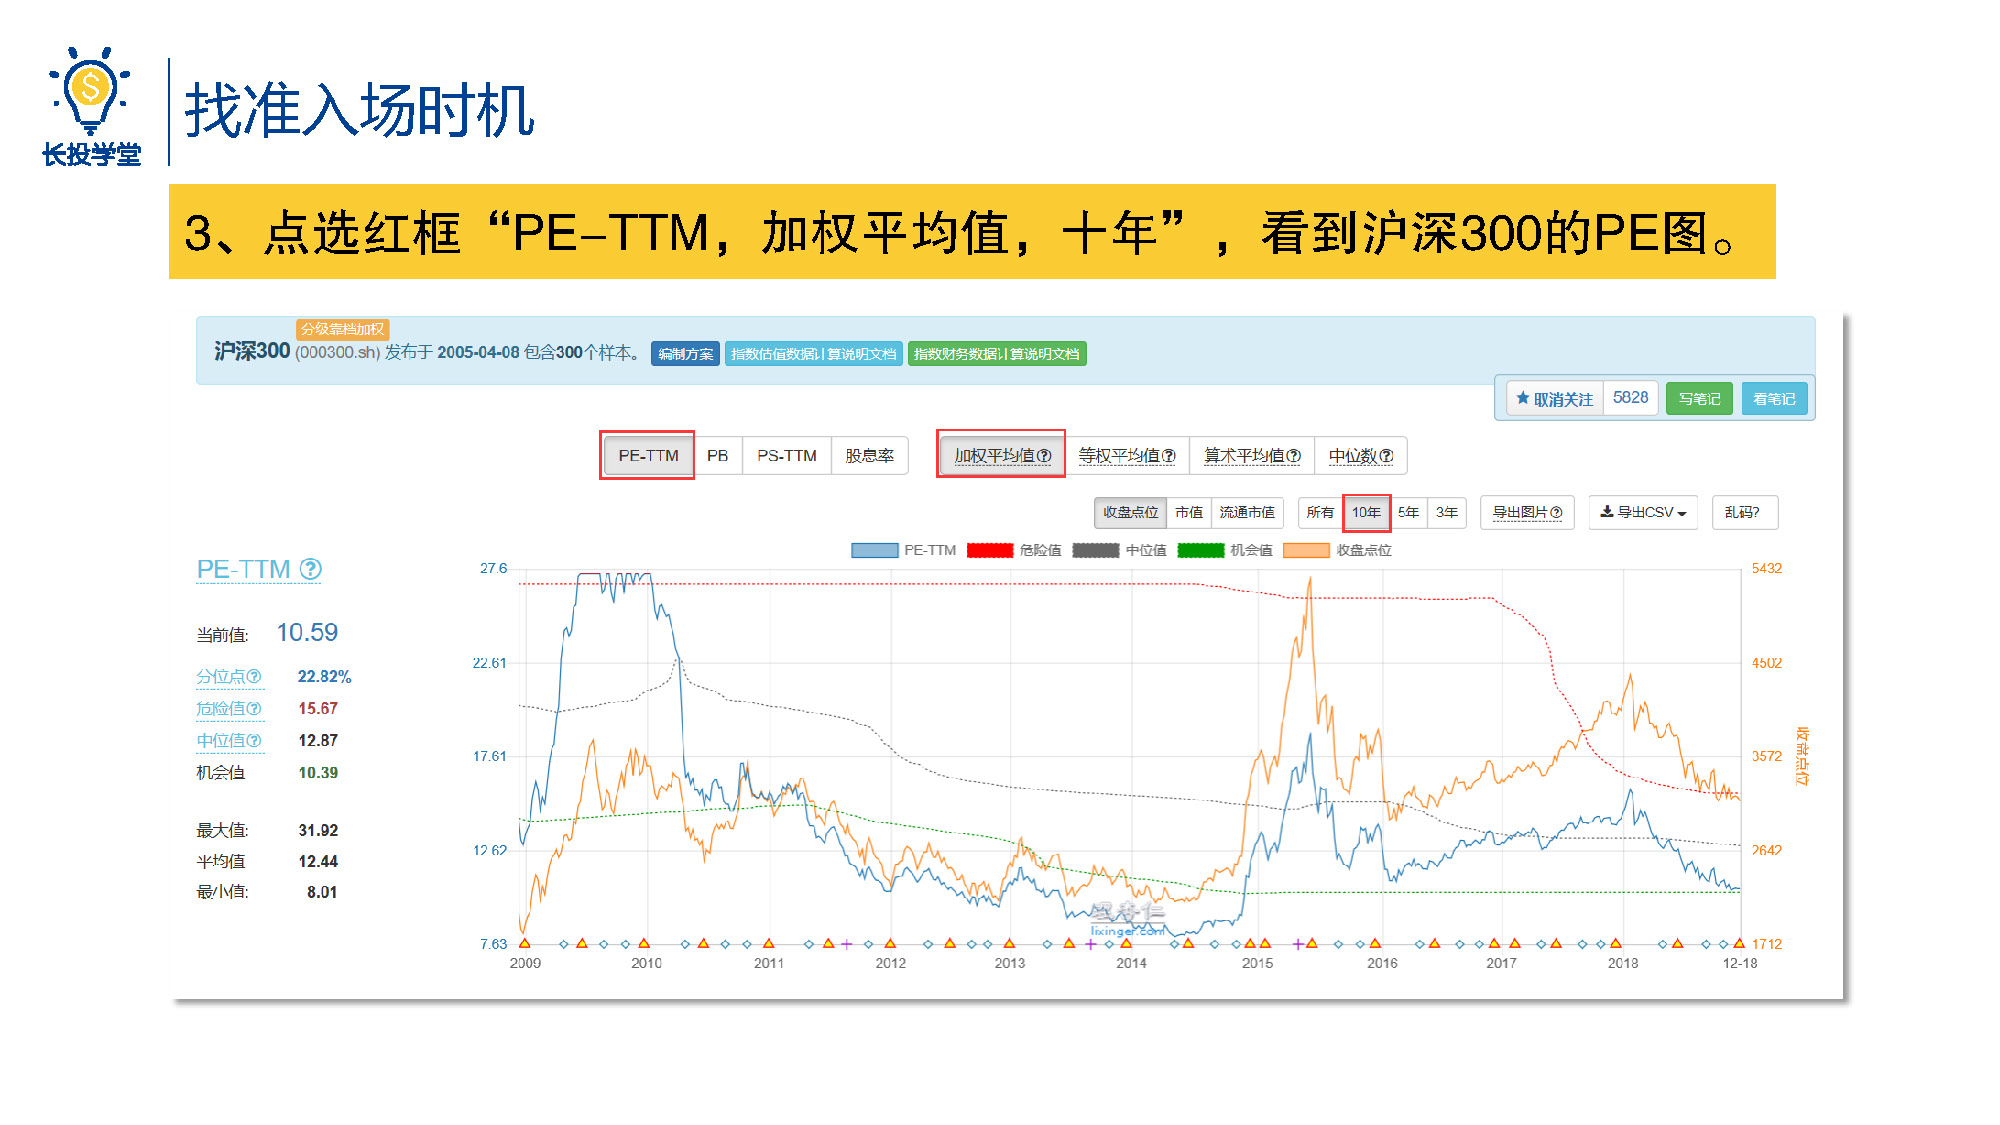 长投学堂
找准入场时机
3、点选红框“PE-TTM，加权平均值，十年”，看到沪深300的PE图。
分级靠档加权
沪深300 (000300.sh) 发布于 2005-04-08 包含300个样本。 编制方案 指数估值数据计算说明文档 指数财务数据计算说明文档
取消关注 5828 写笔记 看笔记
PE-TTM PB PS-TTM 股息率 加权平均值 等权平均值 算术平均值 中位数
收盘点位 市值 流通市值 所有 10年 5年 3年 导出图片 导出CSV 乱码?
PE-TTM 危险值 中位值 机会值 收盘点位
PE-TTM
当前值: 10.59
分位点 22.82%
危险值 15.67
中位值 12.87
机会值 10.39
最大值: 31.92
平均值 12.44
最小值: 8.01
27.6 5432
22.61 4502
17.61 3572
12.62 2642
7.63 1712
收盘点位
理杏仁
lixinger.com
2009 2010 2011 2012 2013 2014 2015 2016 2017 2018 12-18